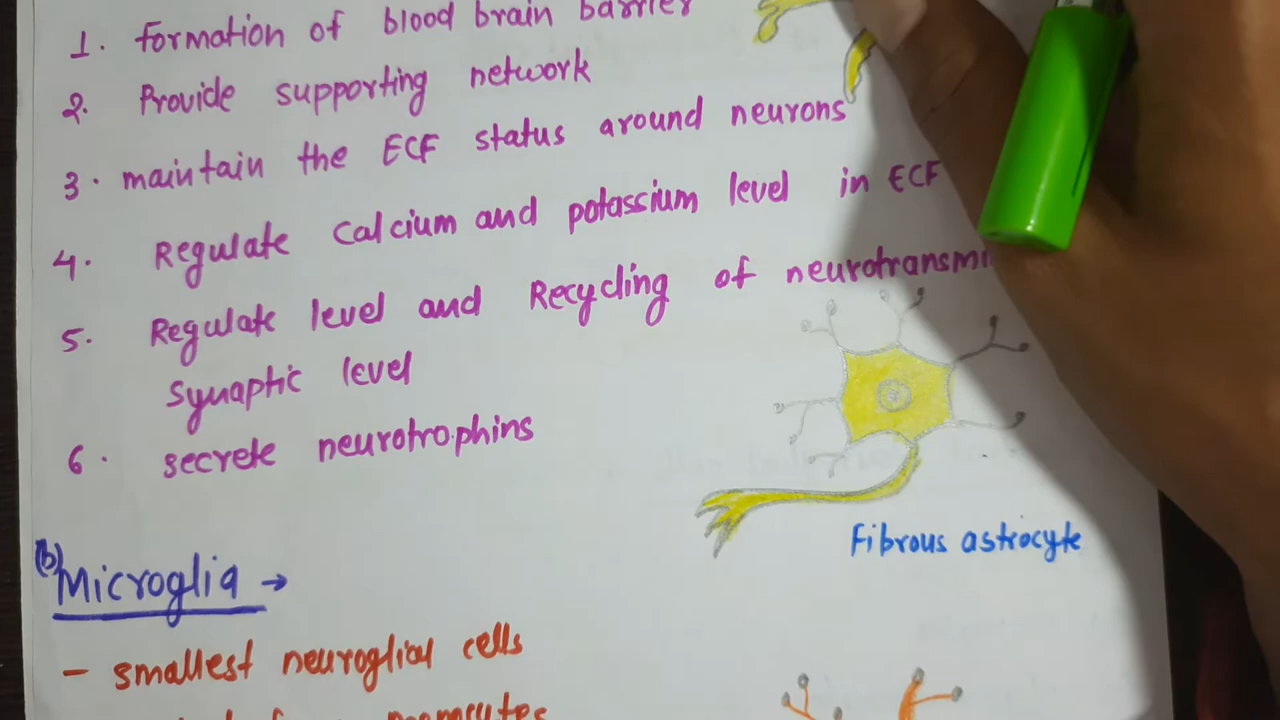 1. Formation of blood brain barrier
2. Provide supporting network
3. maintain the ECF status around neurons
4. Regulate Calcium and potassium level in ECF
5. Regulate level and Recycling of
synaptic level
6. secrete neurotrophins
Fibrous astrocyte
(b) Microglia →
- smallest neuroglial cells
monocytes